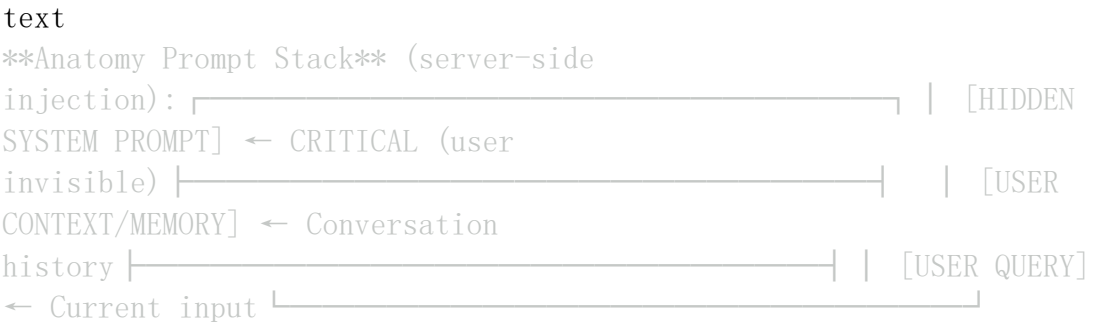 text
**Anatomy Prompt Stack** (server-side
injection): ┌─────────────────────────────────────────┐ │ [HIDDEN
SYSTEM PROMPT] ← CRITICAL (user
invisible) ├─────────────────────────────────────────┤ │ [USER
CONTEXT/MEMORY] ← Conversation
history ├─────────────────────────────────────────┤ │ [USER QUERY]
← Current input └─────────────────────────────────────────┘